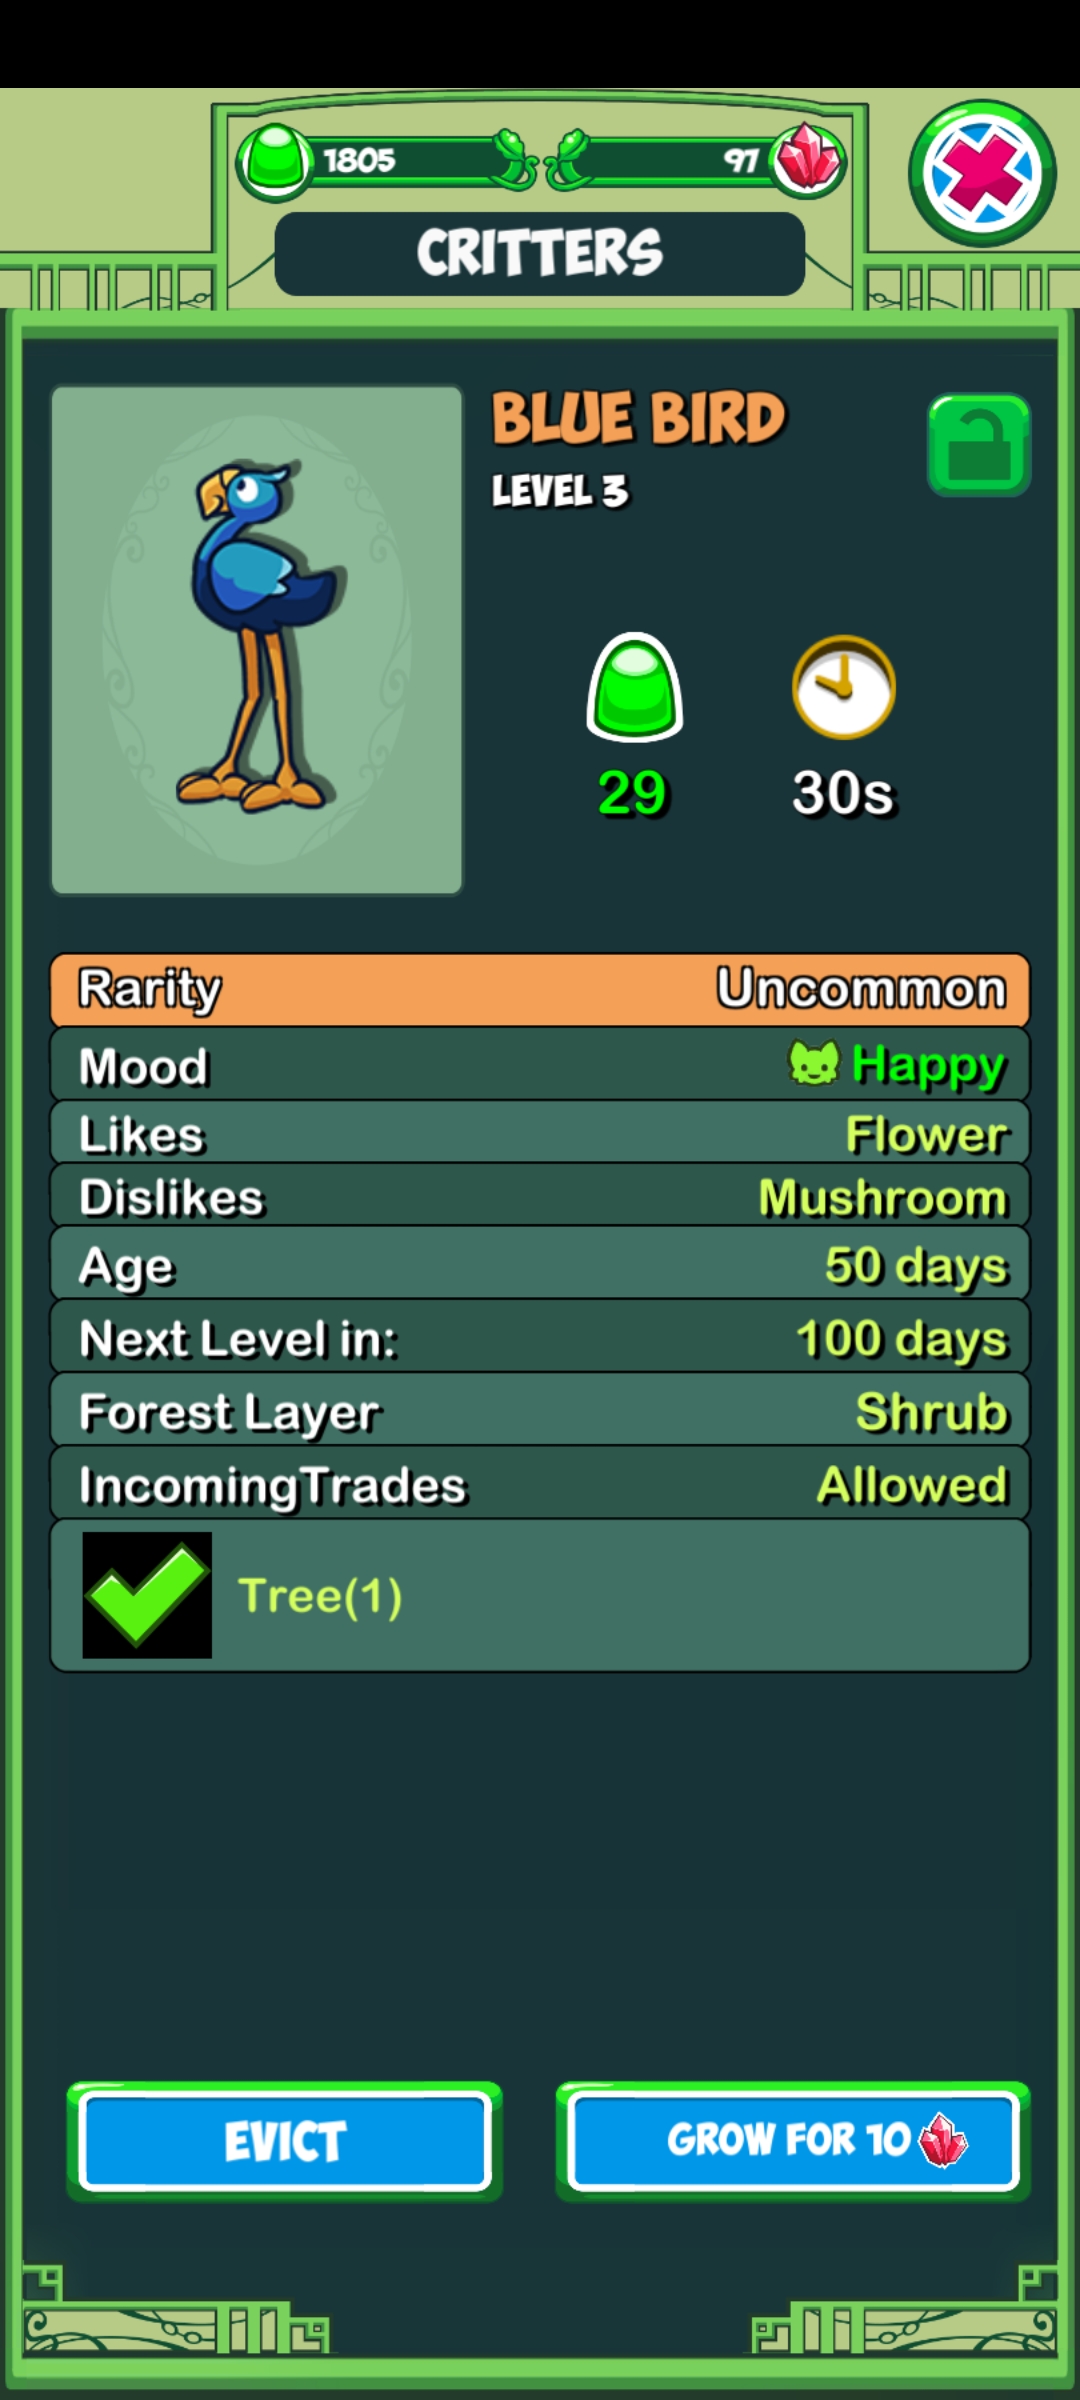 1805
97
CRITTERS
BLUE BIRD
LEVEL 3
29
30s
Rarity Uncommon
Mood Happy
Likes Flower
Dislikes Mushroom
Age 50 days
Next Level in: 100 days
Forest Layer Shrub
IncomingTrades Allowed
Tree(1)
EVICT
GROW FOR 10